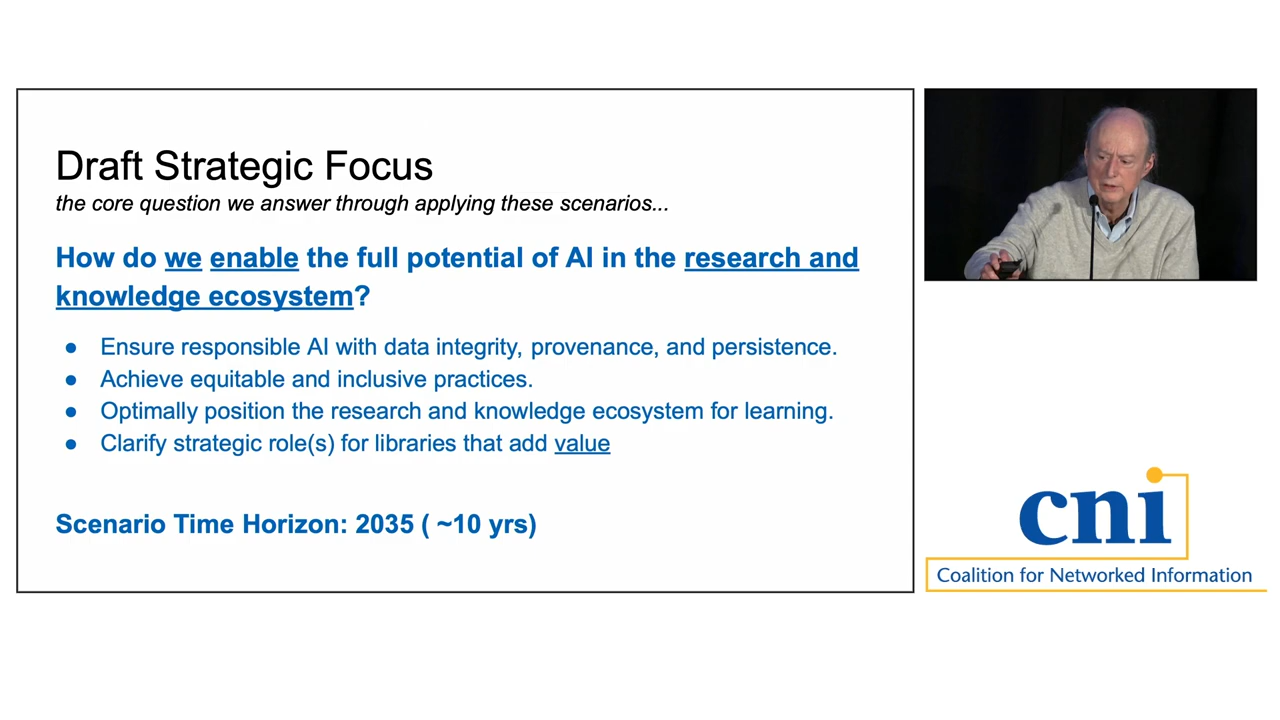 Draft Strategic Focus
the core question we answer through applying these scenarios...
How do we enable the full potential of AI in the research and
knowledge ecosystem?
● Ensure responsible AI with data integrity, provenance, and persistence.
● Achieve equitable and inclusive practices.
● Optimally position the research and knowledge ecosystem for learning.
● Clarify strategic role(s) for libraries that add value
Scenario Time Horizon: 2035 ( ~10 yrs)
cni
Coalition for Networked Information